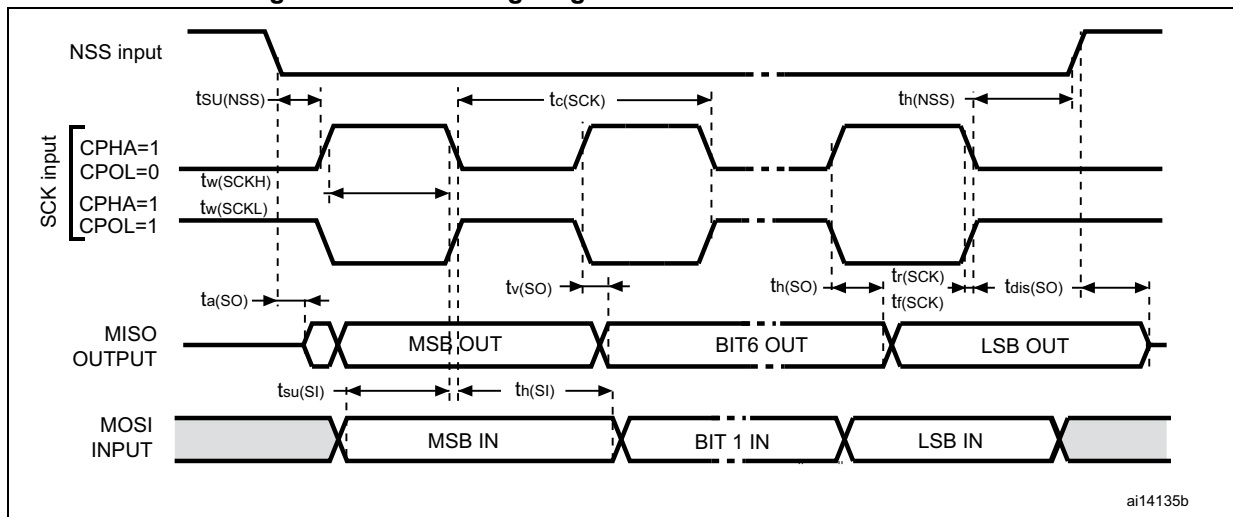 NSS input
tSU(NSS)
tc(SCK)
th(NSS)
SCK input
CPHA=1
CPOL=0
tw(SCKH)
CPHA=1
tw(SCKL)
CPOL=1
ta(SO)
tv(SO)
th(SO)
tr(SCK)
tf(SCK)
tdis(SO)
MISO
OUTPUT
MSB OUT
BIT6 OUT
LSB OUT
tsu(SI)
th(SI)
MOSI
INPUT
MSB IN
BIT 1 IN
LSB IN
ai14135b